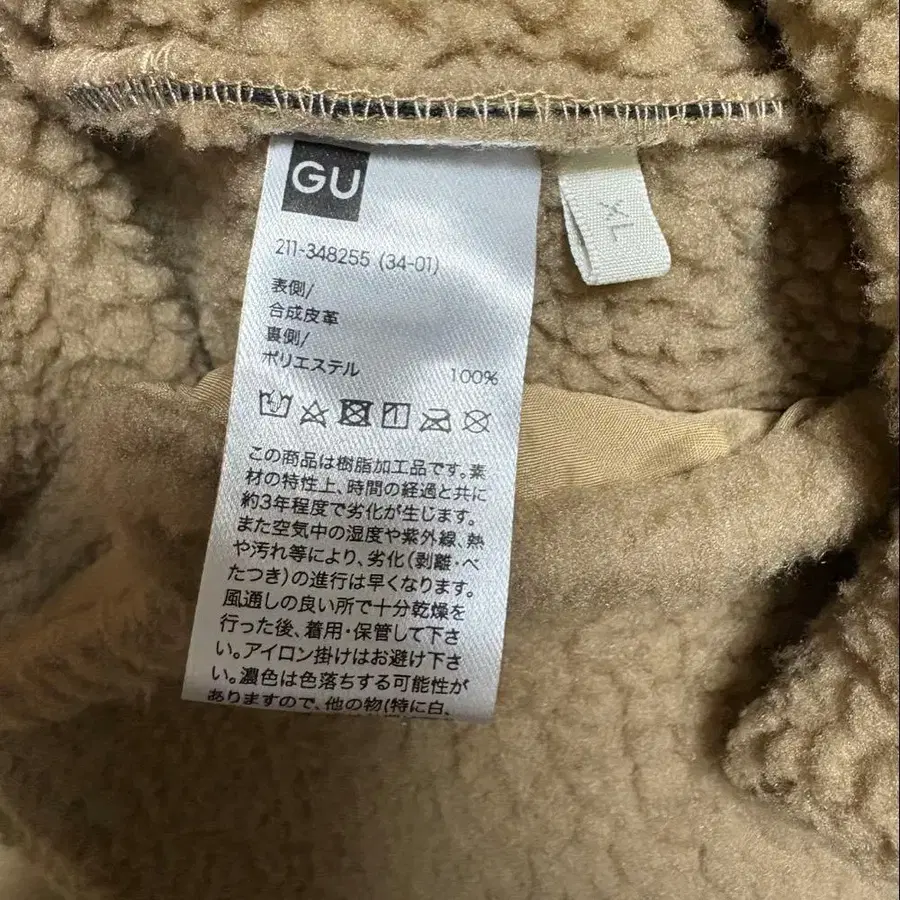 GU
XL
211-348255 (34-01)
表側/
合成皮革
裏側/
ポリエステル 100%
この商品は樹脂加工品です。素
材の特性上、時間の経過と共に
約3年程度で劣化が生じます。
また空気中の湿度や紫外線、熱
や汚れ等により、劣化(剥離・べ
たつき)の進行は早くなります。
風通しの良い所で十分乾燥を
行った後、着用・保管して下さ
い。アイロン掛けはお避け下さ
い。濃色は色落ちする可能性が
ありますので、他の物(特に白、